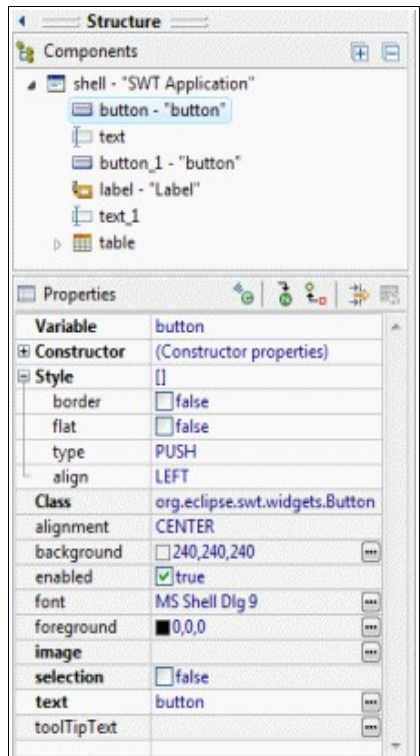 Structure
Components
shell - "SWT Application"
button - "button"
text
button_1 - "button"
label - "Label"
text_1
table
Properties
Variable button
Constructor (Constructor properties)
Style []
border false
flat false
type PUSH
align LEFT
Class org.eclipse.swt.widgets.Button
alignment CENTER
background 240,240,240
enabled true
font MS Shell Dlg 9
foreground 0,0,0
image
selection false
text button
toolTipText